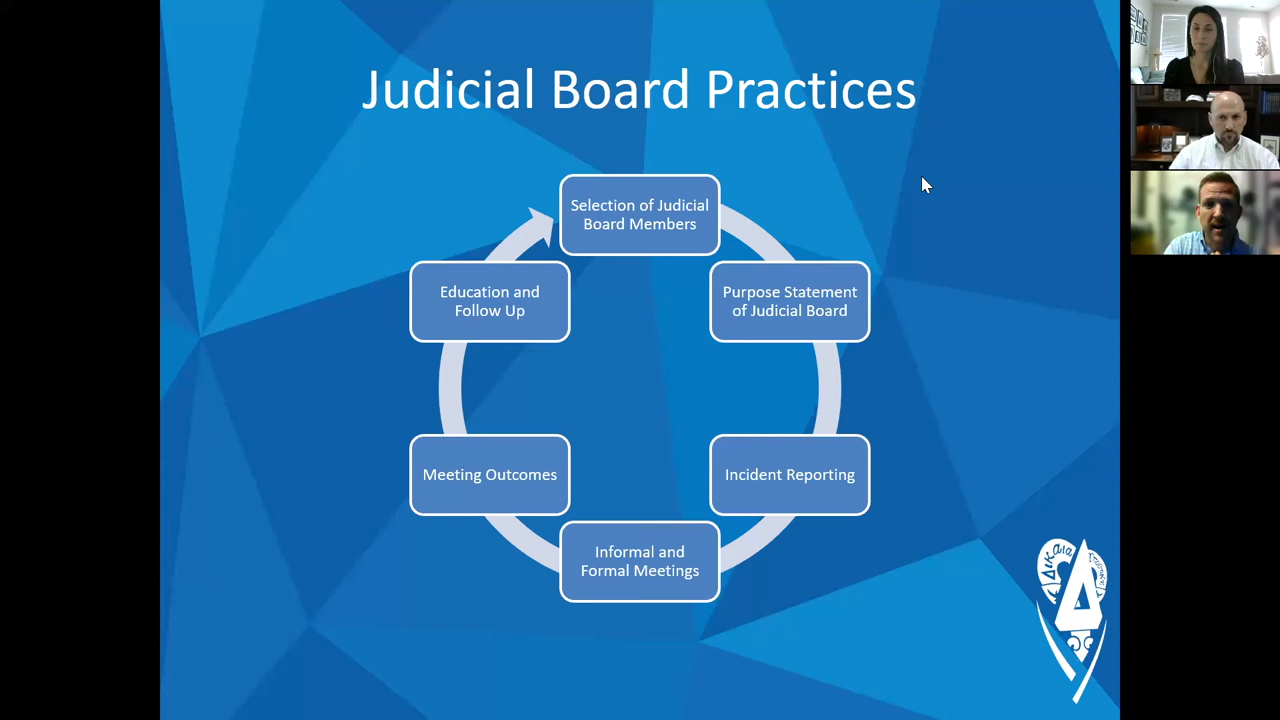 Judicial Board Practices
Selection of Judicial
Board Members
Purpose Statement
of Judicial Board
Incident Reporting
Informal and
Formal Meetings
Meeting Outcomes
Education and
Follow Up
Δίκαια
Δ